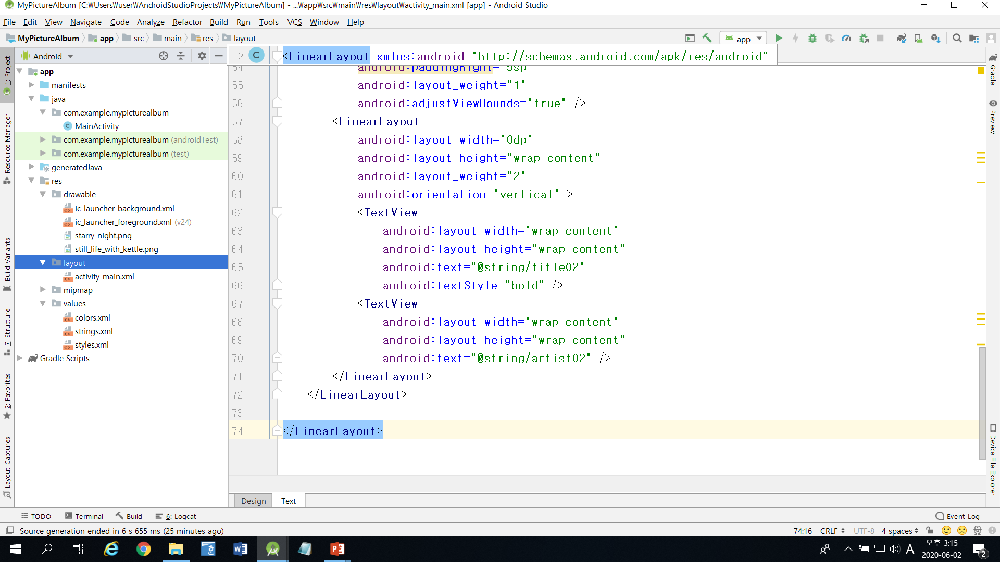 MyPictureAlbum [C:₩Users₩user₩AndroidStudioProjects₩MyPictureAlbum] - ...₩app₩src₩main₩res₩layout₩activity_main.xml [app] - Android Studio
File Edit View Navigate Code Analyze Refactor Build Run Tools VCS Window Help
MyPictureAlbum app src main res layout
app
Android
1: Project
Resource Manager
Build Variants
7: Structure
2: Favorites
Layout Captures
app
manifests
java
com.example.mypicturealbum
MainActivity
com.example.mypicturealbum (androidTest)
com.example.mypicturealbum (test)
generatedJava
res
drawable
ic_launcher_background.xml
ic_launcher_foreground.xml (v24)
starry_night.png
still_life_with_kettle.png
layout
activity_main.xml
mipmap
values
colors.xml
strings.xml
styles.xml
Gradle Scripts
2 C <LinearLayout xmlns:android="http://schemas.android.com/apk/res/android"
54 android:paddingRight="5sp"
55 android:layout_weight="1"
56 android:adjustViewBounds="true" />
57 <LinearLayout
58 android:layout_width="0dp"
59 android:layout_height="wrap_content"
60 android:layout_weight="2"
61 android:orientation="vertical" >
62 <TextView
63 android:layout_width="wrap_content"
64 android:layout_height="wrap_content"
65 android:text="@string/title02"
66 android:textStyle="bold" />
67 <TextView
68 android:layout_width="wrap_content"
69 android:layout_height="wrap_content"
70 android:text="@string/artist02" />
71 </LinearLayout>
72 </LinearLayout>
73
74 </LinearLayout>
Gradle
Preview
Device File Explorer
Design Text
TODO Terminal Build 6: Logcat Event Log
Source generation ended in 6 s 655 ms (25 minutes ago) 74:16 CRLF UTF-8 4 spaces
A 오후 3:15
2020-06-02 2